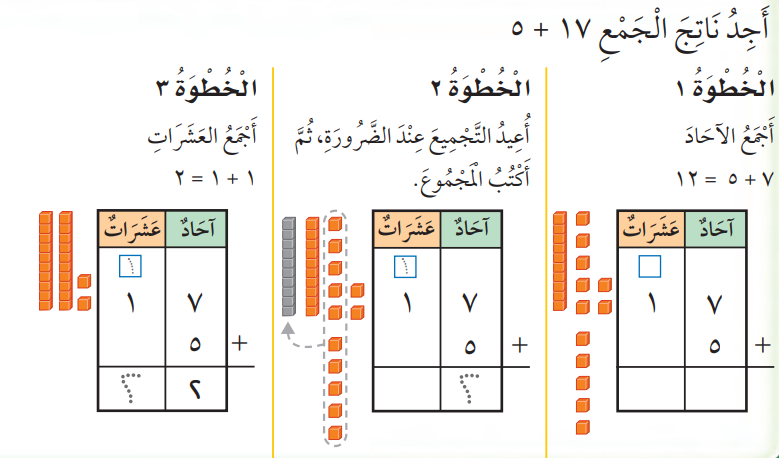 أَجِدُ نَاتِجَ الْجَمْعِ ١٧ + ٥
الْخُطْوَةُ ١
أَجْمَعُ الآحَادَ
٧ + ٥ = ١٢
آحَادٌ عَشَرَاتٌ
٧ ١
+ ٥
الْخُطْوَةُ ٢
أُعِيدُ التَّجْمِيعَ عِنْدَ الضَّرُورَةِ، ثُمَّ
أَكْتُبُ الْمَجْمُوعَ.
آحَادٌ عَشَرَاتٌ
١
٧ ١
+ ٥
٢
الْخُطْوَةُ ٣
أَجْمَعُ العَشَرَاتِ
١ + ١ = ٢
آحَادٌ عَشَرَاتٌ
١
٧ ١
+ ٥
٢ ٢